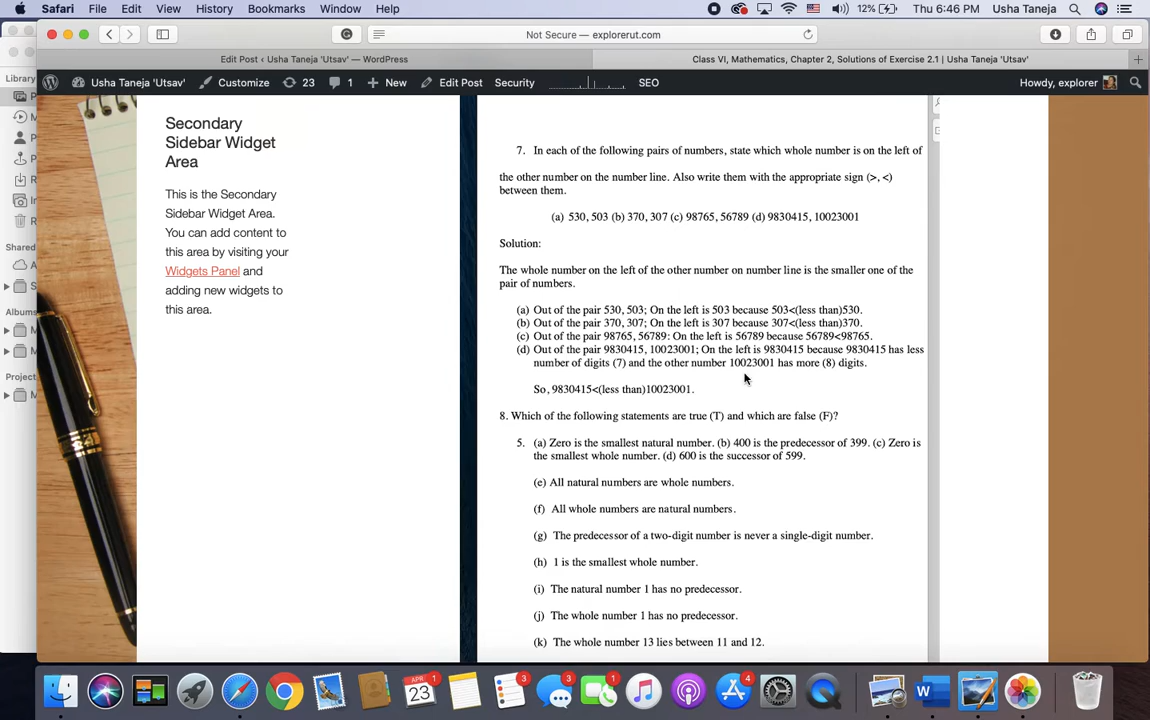 Safari File Edit View History Bookmarks Window Help 12% Thu 6:46 PM Usha Taneja
Not Secure — explorerut.com
Edit Post ‹ Usha Taneja 'Utsav' — WordPress
Class VI, Mathematics, Chapter 2, Solutions of Exercise 2.1 | Usha Taneja 'Utsav'
Usha Taneja 'Utsav' Customize 23 1 New Edit Post Security SEO Howdy, explorer
Library
Shared
Albums
Project
Secondary
Sidebar Widget
Area
This is the Secondary
Sidebar Widget Area.
You can add content to
this area by visiting your
Widgets Panel and
adding new widgets to
this area.
7. In each of the following pairs of numbers, state which whole number is on the left of
the other number on the number line. Also write them with the appropriate sign (>, <)
between them.
(a) 530, 503 (b) 370, 307 (c) 98765, 56789 (d) 9830415, 10023001
Solution:
The whole number on the left of the other number on number line is the smaller one of the
pair of numbers.
(a) Out of the pair 530, 503; On the left is 503 because 503<(less than)530.
(b) Out of the pair 370, 307; On the left is 307 because 307<(less than)370.
(c) Out of the pair 98765, 56789: On the left is 56789 because 56789<98765.
(d) Out of the pair 9830415, 10023001; On the left is 9830415 because 9830415 has less
number of digits (7) and the other number 10023001 has more (8) digits.
So, 9830415<(less than)10023001.
8. Which of the following statements are true (T) and which are false (F)?
5. (a) Zero is the smallest natural number. (b) 400 is the predecessor of 399. (c) Zero is
the smallest whole number. (d) 600 is the successor of 599.
(e) All natural numbers are whole numbers.
(f) All whole numbers are natural numbers.
(g) The predecessor of a two-digit number is never a single-digit number.
(h) 1 is the smallest whole number.
(i) The natural number 1 has no predecessor.
(j) The whole number 1 has no predecessor.
(k) The whole number 13 lies between 11 and 12.
APR
23
1
3
3
1
4